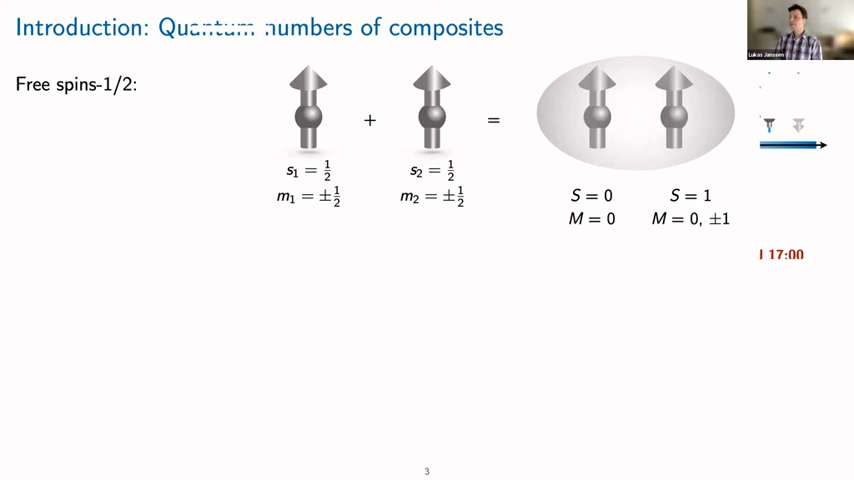 Introduction: Quantum numbers of composites
Lukas Janssen
Free spins-1/2:
+
=
s₁ = 1/2
s₂ = 1/2
m₁ = ±1/2
m₂ = ±1/2
S = 0
S = 1
M = 0
M = 0, ±1
17:00
3